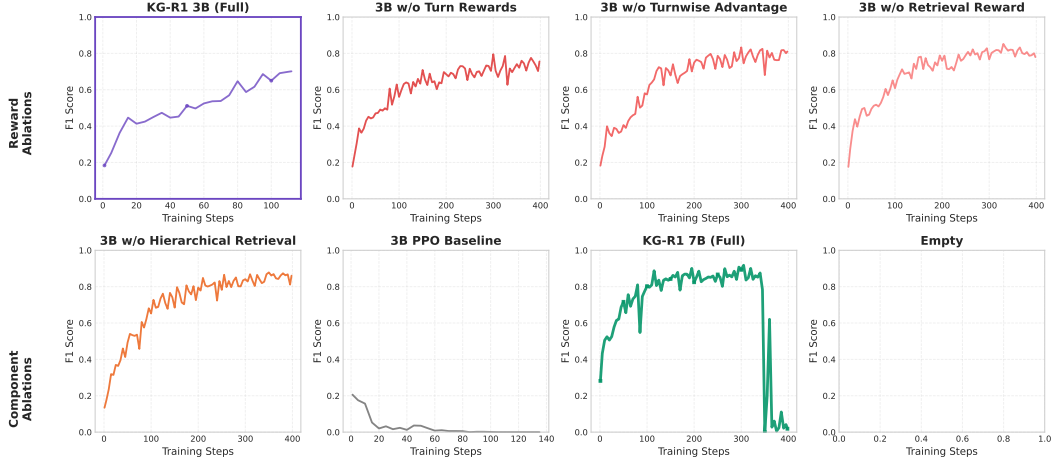 KG-R1 3B (Full)
3B w/o Turn Rewards
3B w/o Turnwise Advantage
3B w/o Retrieval Reward
Reward
Ablations
F1 Score
1.0
0.8
0.6
0.4
0.2
0.0
0 20 40 60 80 100
Training Steps
F1 Score
1.0
0.8
0.6
0.4
0.2
0.0
0 100 200 300 400
Training Steps
F1 Score
1.0
0.8
0.6
0.4
0.2
0.0
0 100 200 300 400
Training Steps
F1 Score
1.0
0.8
0.6
0.4
0.2
0.0
0 100 200 300 400
Training Steps
3B w/o Hierarchical Retrieval
3B PPO Baseline
KG-R1 7B (Full)
Empty
Component
Ablations
F1 Score
1.0
0.8
0.6
0.4
0.2
0.0
0 100 200 300 400
Training Steps
F1 Score
1.0
0.8
0.6
0.4
0.2
0.0
0 20 40 60 80 100 120 140
Training Steps
F1 Score
1.0
0.8
0.6
0.4
0.2
0.0
0 100 200 300 400
Training Steps
F1 Score
1.0
0.8
0.6
0.4
0.2
0.0
0.0 0.2 0.4 0.6 0.8 1.0
Training Steps